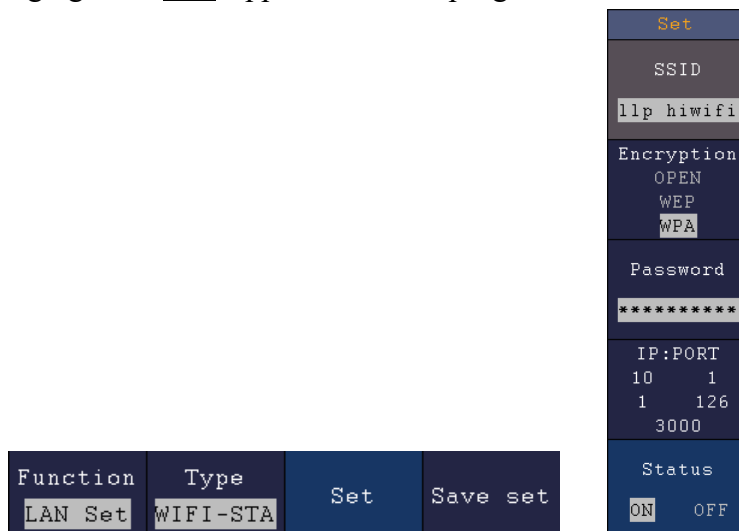 Set
SSID
llp hiwifi
Encryption
OPEN
WEP
WPA
Password
**********
IP:PORT
10 1
1 126
3000
Status
ON OFF
Function Type Set Save set
LAN Set WIFI-STA